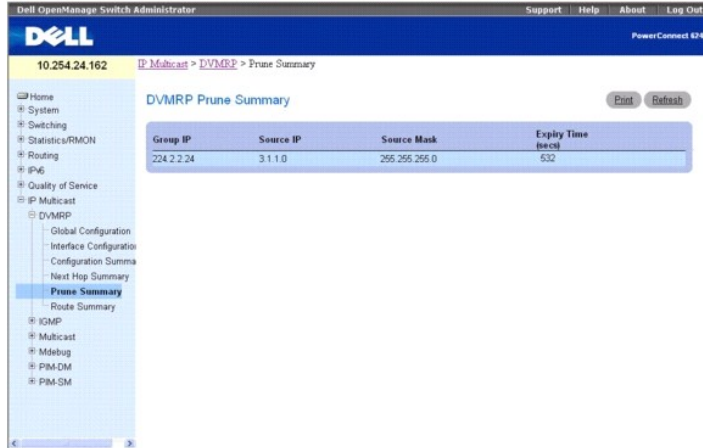 Dell OpenManage Switch Administrator
Support Help About Log Out
DELL
PowerConnect 624
10.254.24.162
IP Multicast > DVMRP > Prune Summary
Home
System
Switching
Statistics/RMON
Routing
IPv6
Quality of Service
IP Multicast
DVMRP
Global Configuration
Interface Configuration
Configuration Summa
Next Hop Summary
Prune Summary
Route Summary
IGMP
Multicast
Mdebug
PIM-DM
PIM-SM
DVMRP Prune Summary
Print Refresh
Group IP Source IP Source Mask Expiry Time (secs)
224.2.2.24 3.1.1.0 255.255.255.0 532